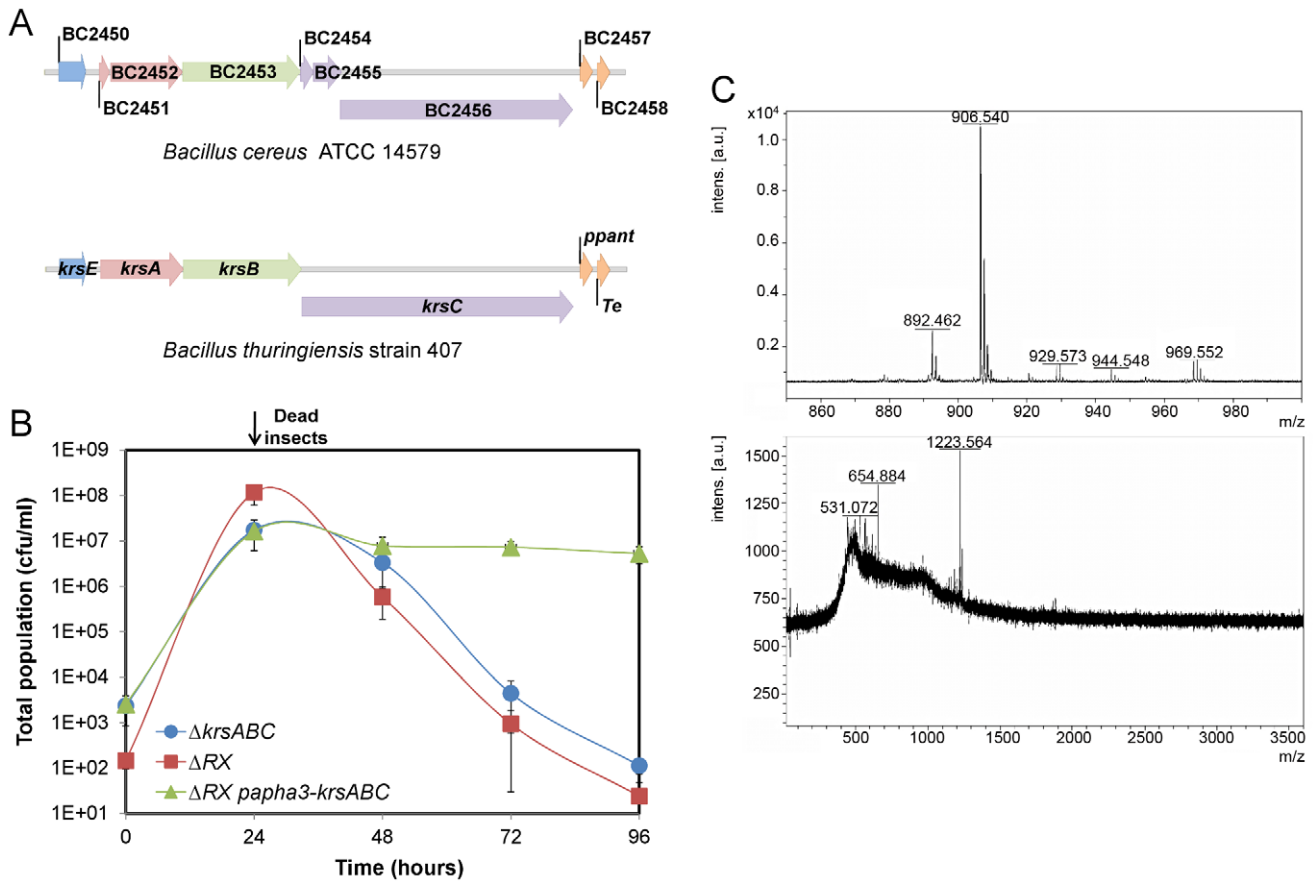 A
BC2450
BC2454
BC2457
BC2452
BC2453
BC2455
BC2451
BC2456
BC2458
Bacillus cereus ATCC 14579
ppant
krsE
krsA
krsB
krsC
Te
Bacillus thuringiensis strain 407
B
Dead
insects
1E+09
1E+08
1E+07
1E+06
1E+05
1E+04
1E+03
1E+02
1E+01
Total population (cfu/ml)
ΔkrsABC
ΔRX
ΔRX papha3-krsABC
0 24 48 72 96
Time (hours)
C
x10⁴
intens. [a.u.]
1.0
0.8
0.6
0.4
0.2
906.540
892.462
929.573
944.548
969.552
860 880 900 920 940 960 980
m/z
intens. [a.u.]
1500
1250
1000
750
500
250
1223.564
654.884
531.072
500 1000 1500 2000 2500 3000 3500
m/z